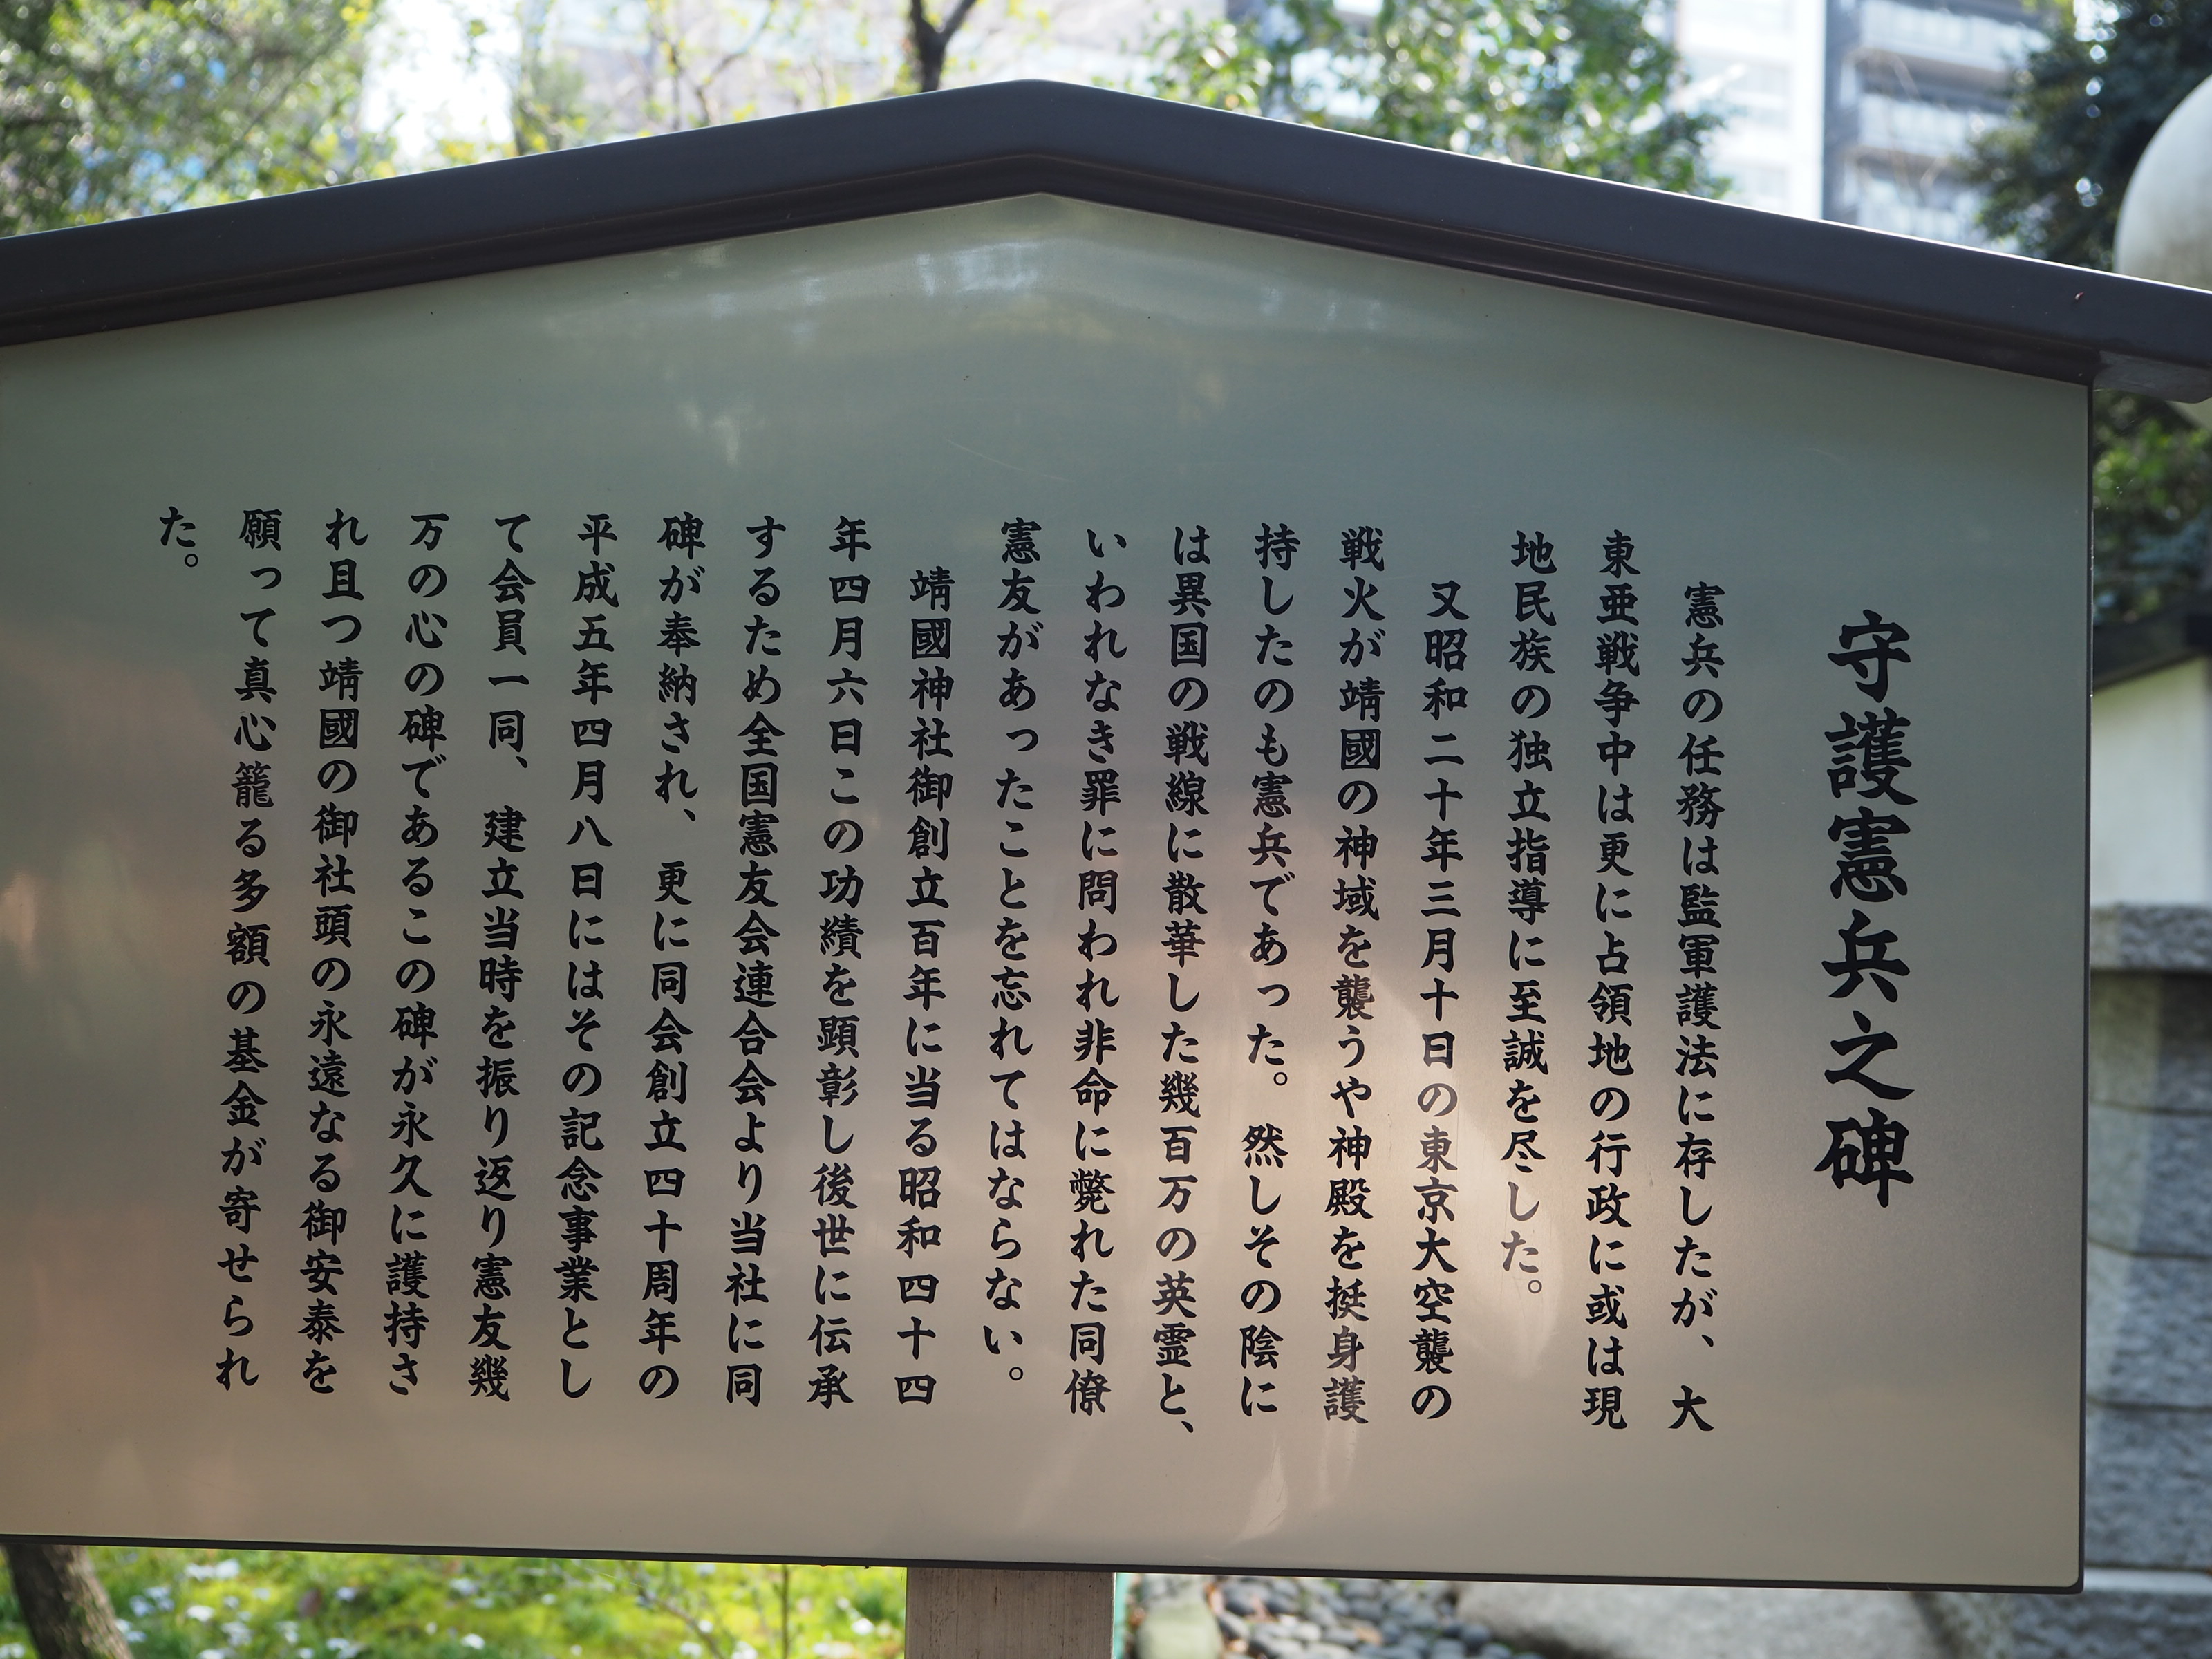 守護憲兵之碑
憲兵の任務は監軍護法に存したが、大
東亜戦争中は更に占領地の行政に或は現
地民族の独立指導に至誠を尽した。
又昭和二十年三月十日の東京大空襲の
戦火が靖國の神域を襲うや神殿を挺身護
持したのも憲兵であった。然しその陰に
は異国の戦線に散華した幾百万の英霊と、
いわれなき罪に問われ非命に斃れた同僚
憲友があったことを忘れてはならない。
靖國神社御創立百年に当る昭和四十四
年四月六日この功績を顕彰し後世に伝承
するため全国憲友会連合会より当社に同
碑が奉納され、更に同会創立四十周年の
平成五年四月八日にはその記念事業とし
て会員一同、建立当時を振り返り憲友幾
万の心の碑であるこの碑が永久に護持さ
れ且つ靖國の御社頭の永遠なる御安泰を
願って真心籠る多額の基金が寄せられ
た。